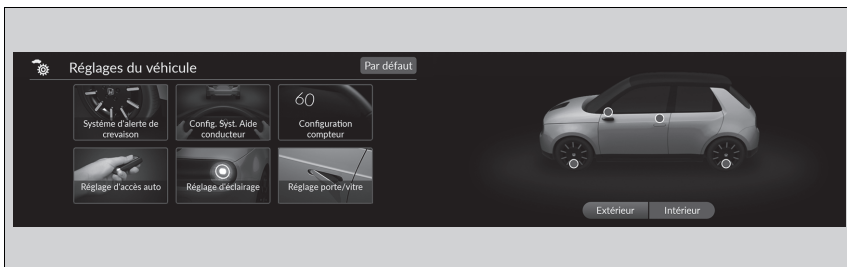 Réglages du véhicule
Par défaut
Systéme d'alerte de
crevaison
Config. Syst. Aide
conducteur
60
Configuration
compteur
Réglage d'accès auto
Réglage d'éclairage
Réglage porte/vitre
Extérieur
Intérieur